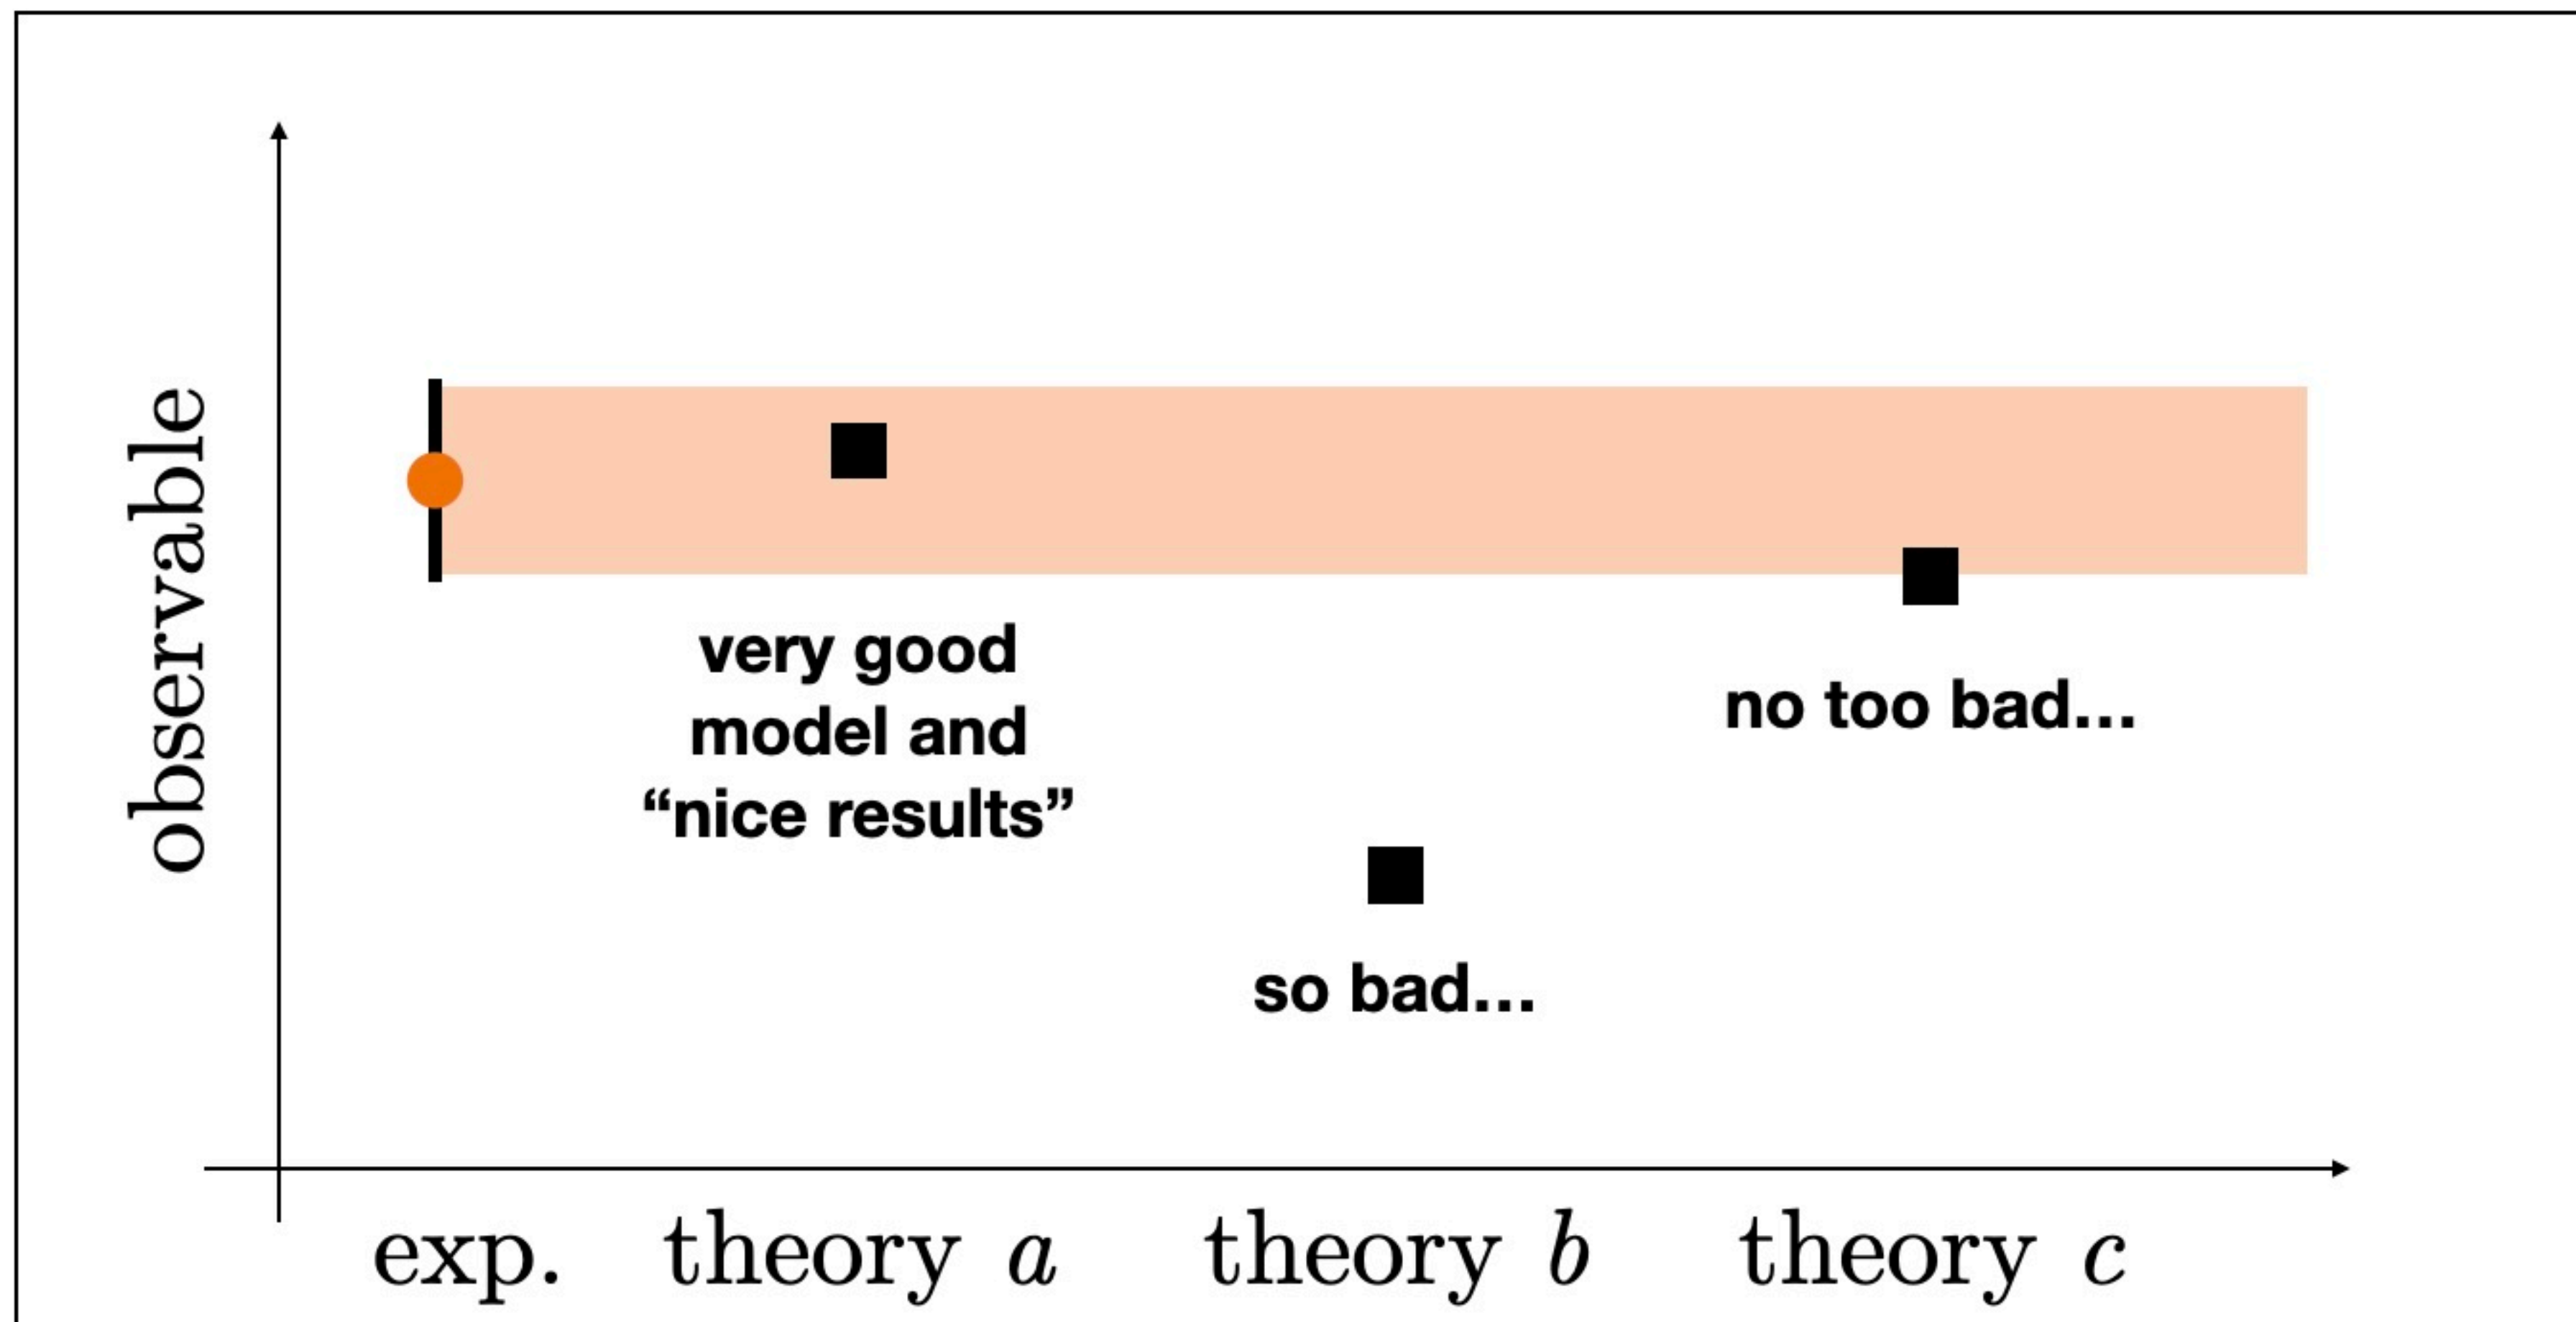 observable
very good
model and
“nice results”
no too bad...
so bad...
exp.
theory a
theory b
theory c